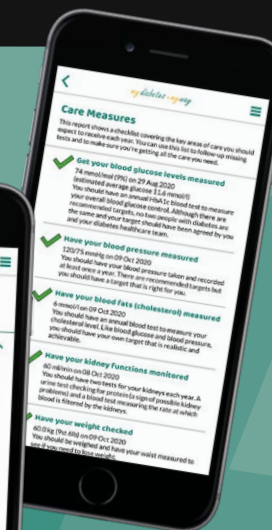 my diabetes • my way
Care Measures
This report shows a checklist covering the key areas of care you should
expect to receive each year. You can use this list to follow-up missing
tests and to make sure you're getting all the care you need.
Get your blood glucose levels measured
74 mmol/mol (9%) on 29 Aug 2020
(estimated average glucose 11.6 mmol/l)
You should have an annual HbA1c blood test to measure
your overall blood glucose control. Although there are
recommended targets, no two people with diabetes are
the same and your target should have been agreed by you
and your diabetes healthcare team.
Have your blood pressure measured
120/75 mmHg on 09 Oct 2020
You should have your blood pressure taken and recorded
at least once a year. There are recommended targets but
you should have a target that is right for you.
Have your blood fats (cholesterol) measured
6 mmol/l on 09 Oct 2020
You should have an annual blood test to measure your
cholesterol level. Like blood glucose and blood pressure,
you should have your own target that is realistic and
achievable.
Have your kidney functions monitored
60 ml/min on 08 Oct 2020
You should have two tests for your kidneys each year. A
urine test checking for protein (a sign of possible kidney
problems) and a blood test measuring the rate at which
blood is filtered by the kidneys.
Have your weight checked
60.0 kg (9st 6lb) on 09 Oct 2020
You should be weighed and have your waist measured to
see if you need to lose weight.